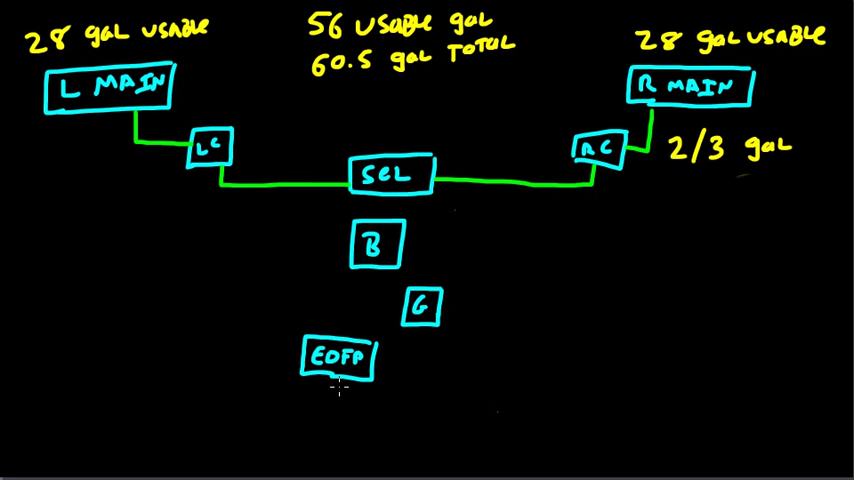 28 gal usable
56 usable gal
60.5 gal TOTAL
28 gal usable
L MAIN
R MAIN
LC
RC
2/3 gal
SEL
B
G
EDFP